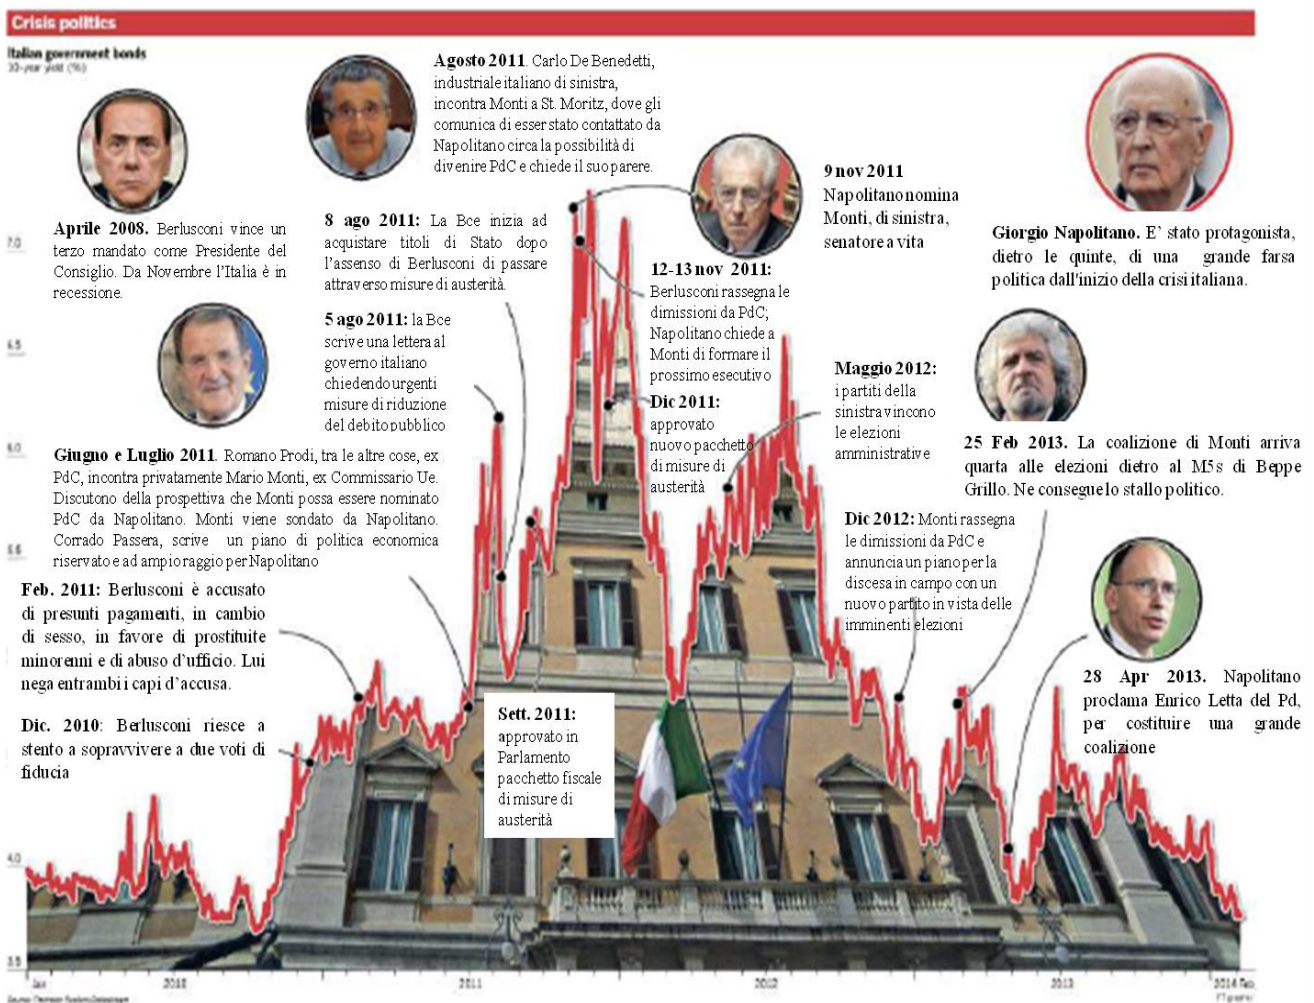 Crisis politics
Italian government bonds
10-year yield (%)
Agosto 2011. Carlo De Benedetti,
industriale italiano di sinistra,
incontra Monti a St. Moritz, dove gli
comunica di esser stato contattato da
Napolitano circa la possibilità di
divenire PdC e chiede il suo parere.
Aprile 2008. Berlusconi vince un
terzo mandato come Presidente del
Consiglio. Da Novembre l'Italia è in
recessione.
8 ago 2011: La Bce inizia ad
acquistare titoli di Stato dopo
l'assenso di Berlusconi di passare
attraverso misure di austerità.
9 nov 2011
Napolitano nomina
Monti, di sinistra,
senatore a vita
Giorgio Napolitano. E' stato protagonista,
dietro le quinte, di una grande farsa
politica dall'inizio della crisi italiana.
12-13 nov 2011:
Berlusconi rassegna le
dimissioni da PdC;
Napolitano chiede a
Monti di formare il
prossimo esecutivo
5 ago 2011: la Bce
scrive una lettera al
governo italiano
chiedendo urgenti
misure di riduzione
del debito pubblico
Dic 2011:
approvato
nuovo pacchetto
di misure di
austerità
Maggio 2012:
i partiti della
sinistra vincono
le elezioni
amministrative
25 Feb 2013. La coalizione di Monti arriva
quarta alle elezioni dietro al M5s di Beppe
Grillo. Ne consegue lo stallo politico.
Giugno e Luglio 2011. Romano Prodi, tra le altre cose, ex
PdC, incontra privatamente Mario Monti, ex Commissario Ue.
Discutono della prospettiva che Monti possa essere nominato
PdC da Napolitano. Monti viene sondato da Napolitano.
Corrado Passera, scrive un piano di politica economica
riservato e ad ampio raggio per Napolitano
Dic 2012: Monti rassegna
le dimissioni da PdC e
annuncia un piano per la
discesa in campo con un
nuovo partito in vista delle
imminenti elezioni
Feb. 2011: Berlusconi è accusato
di presunti pagamenti, in cambio
di sesso, in favore di prostitute
minorenni e di abuso d'ufficio. Lui
nega entrambi i capi d'accusa.
28 Apr 2013. Napolitano
proclama Enrico Letta del Pd,
per costituire una grande
coalizione
Dic. 2010: Berlusconi riesce a
stento a sopravvivere a due voti di
fiducia
Sett. 2011:
approvato in
Parlamento
pacchetto fiscale
di misure di
austerità
7.0
6.5
6.0
5.5
4.0
3.5
Jan 2010 2011 2012 2013 2014 Feb